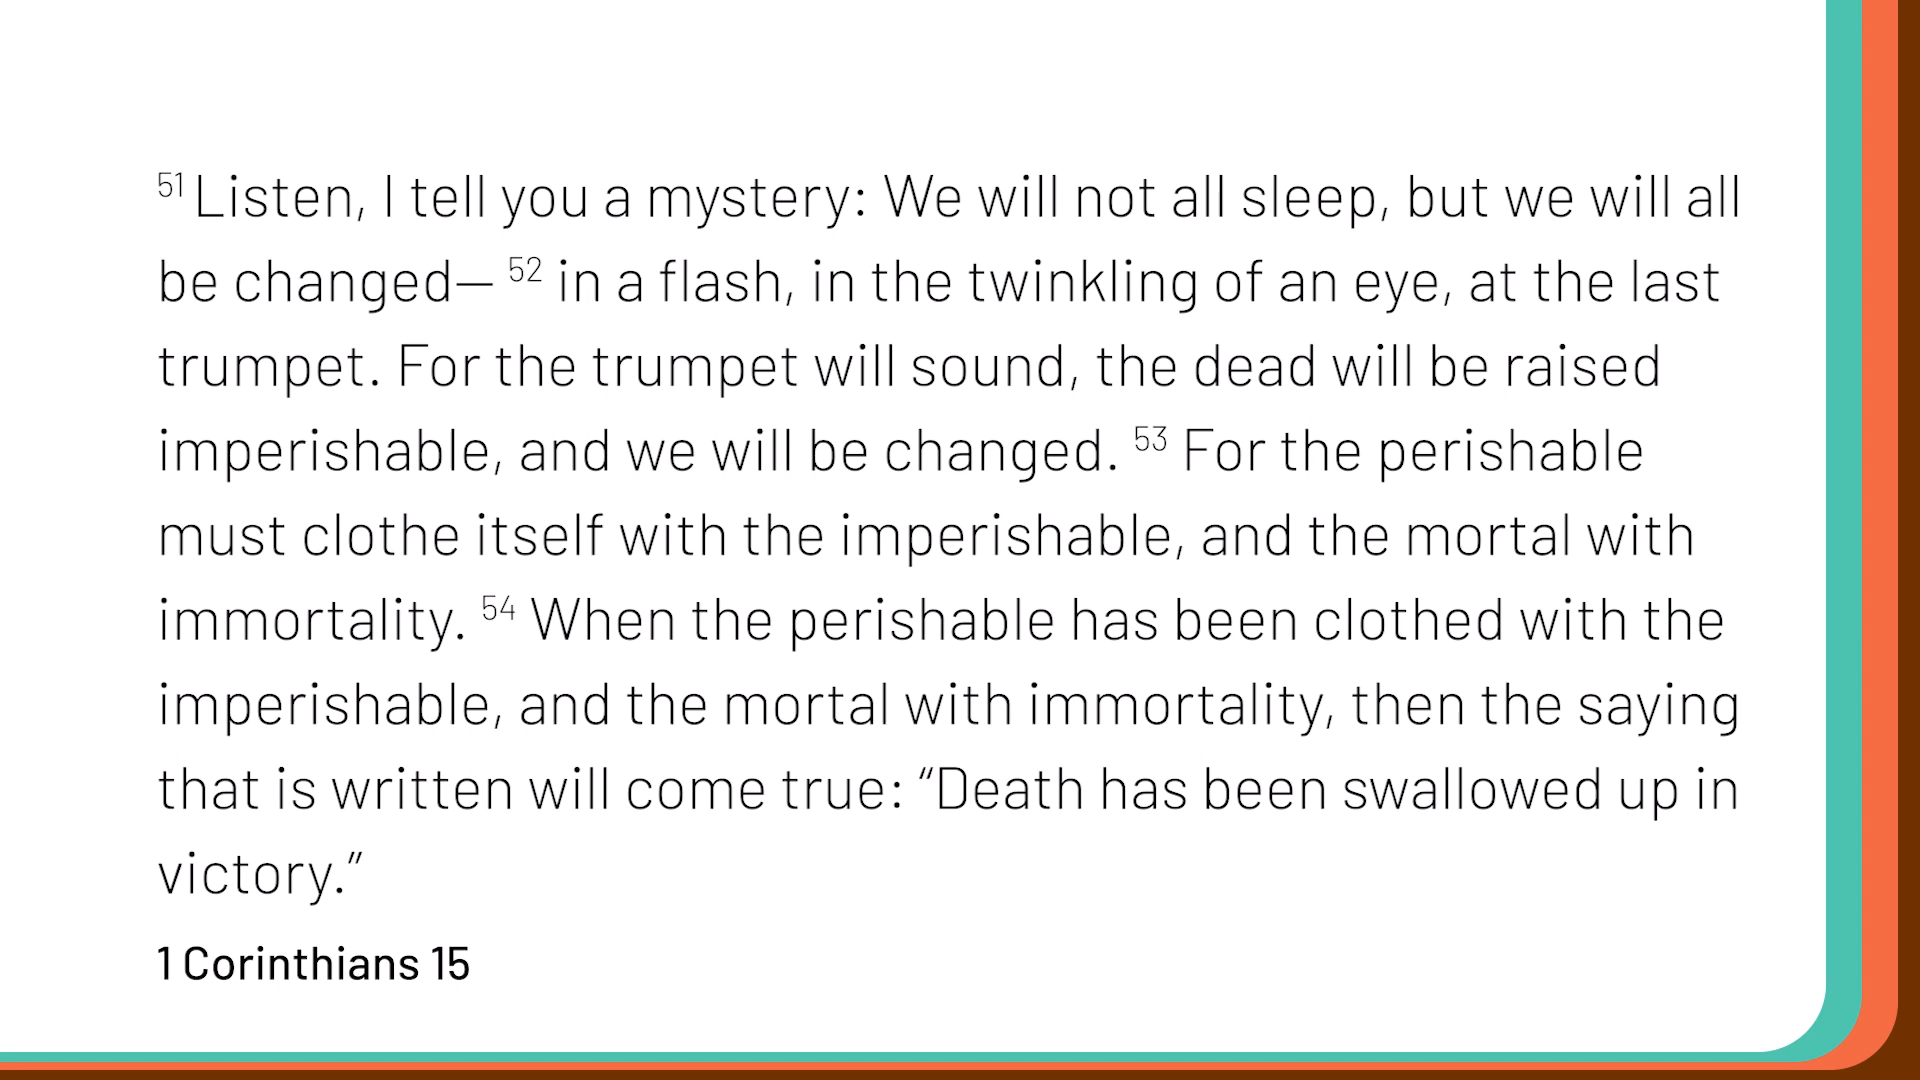 51 Listen, I tell you a mystery: We will not all sleep, but we will all
be changed— 52 in a flash, in the twinkling of an eye, at the last
trumpet. For the trumpet will sound, the dead will be raised
imperishable, and we will be changed. 53 For the perishable
must clothe itself with the imperishable, and the mortal with
immortality. 54 When the perishable has been clothed with the
imperishable, and the mortal with immortality, then the saying
that is written will come true: “Death has been swallowed up in
victory.”
1 Corinthians 15